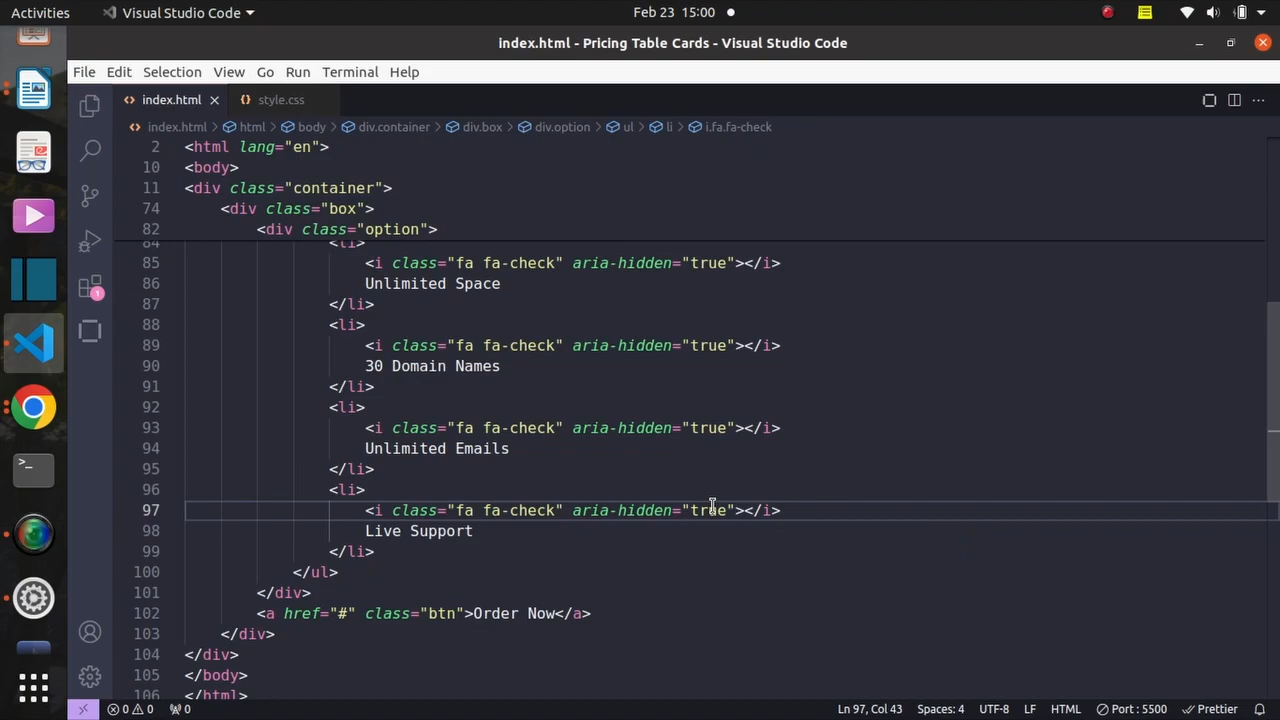 Activities
Visual Studio Code
Feb 23 15:00
index.html - Pricing Table Cards - Visual Studio Code
File Edit Selection View Go Run Terminal Help
index.html
style.css
index.html html body div.container div.box div.option ul li i.fa.fa-check
2 <html lang="en">
10 <body>
11 <div class="container">
74 <div class="box">
82 <div class="option">
84 <li>
85 <i class="fa fa-check" aria-hidden="true"></i>
86 Unlimited Space
87 </li>
88 <li>
89 <i class="fa fa-check" aria-hidden="true"></i>
90 30 Domain Names
91 </li>
92 <li>
93 <i class="fa fa-check" aria-hidden="true"></i>
94 Unlimited Emails
95 </li>
96 <li>
97 <i class="fa fa-check" aria-hidden="true"></i>
98 Live Support
99 </li>
100 </ul>
101 </div>
102 <a href="#" class="btn">Order Now</a>
103 </div>
104 </div>
105 </body>
106 </html>
1
0 0 0 Ln 97, Col 43 Spaces: 4 UTF-8 LF HTML Port : 5500 Prettier